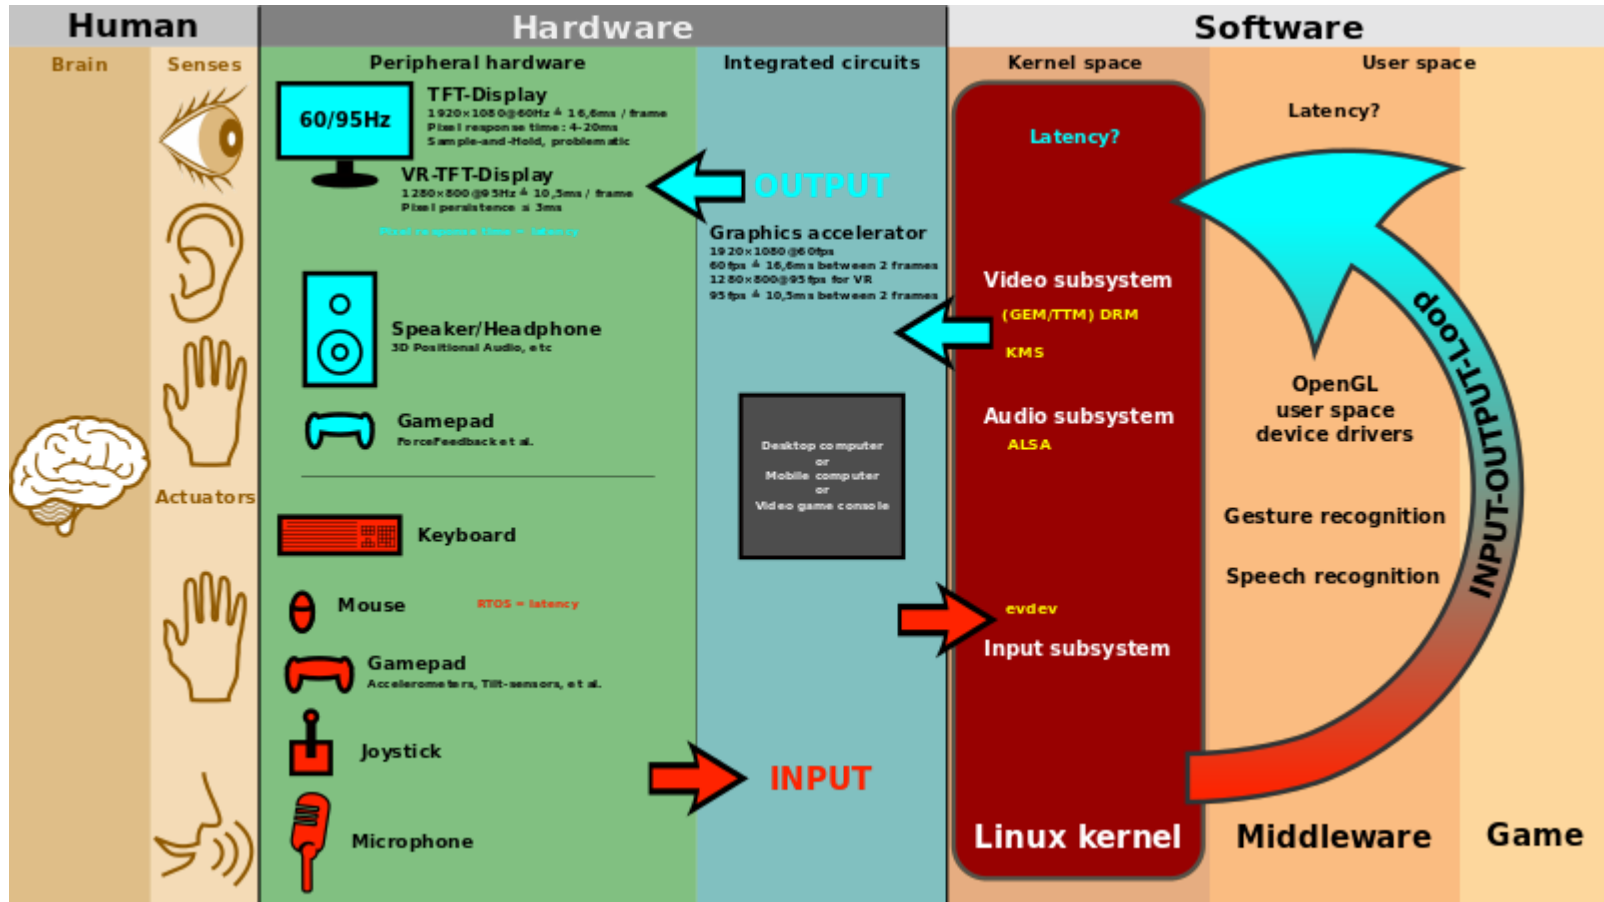 Human
Hardware
Software
Brain
Senses
Peripheral hardware
Integrated circuits
Kernel space
User space
60/95Hz
TFT-Display
1920×1080@60Hz ≙ 16,6ms / frame
Pixel response time: 4-20ms
Sample-and-Hold, problematic
VR-TFT-Display
1280×800@95Hz ≙ 10,5ms / frame
Pixel persistence ≤ 3ms
Pixel response time = latency
OUTPUT
Graphics accelerator
1920×1080@60fps
60fps ≙ 16,6ms between 2 frames
1280×800@95fps for VR
95fps ≙ 10,5ms between 2 frames
Speaker/Headphone
3D Positional Audio, etc
Gamepad
ForceFeedback et al.
Desktop computer
or
Mobile computer
or
Video game console
Actuators
Keyboard
Mouse
RTOS = latency
Gamepad
Accelerometers, Tilt-sensors, et al.
Joystick
Microphone
INPUT
Latency?
Video subsystem
(GEM/TTM) DRM
KMS
Audio subsystem
ALSA
evdev
Input subsystem
Linux kernel
Latency?
OpenGL
user space
device drivers
Gesture recognition
Speech recognition
INPUT-OUTPUT-Loop
Middleware
Game